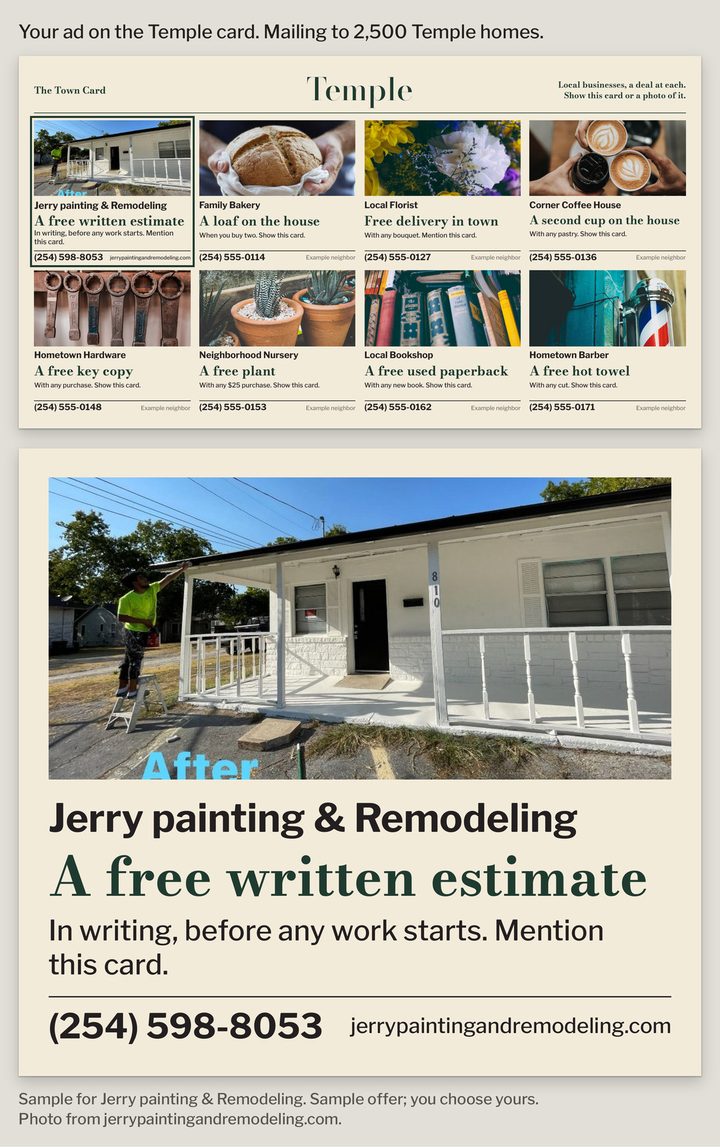 Your ad on the Temple card. Mailing to 2,500 Temple homes.
The Town Card
Temple
Local businesses, a deal at each.
Show this card or a photo of it.
After
Jerry painting & Remodeling
A free written estimate
In writing, before any work starts. Mention
this card.
(254) 598-8053 jerrypaintingandremodeling.com
Family Bakery
A loaf on the house
When you buy two. Show this card.
(254) 555-0114 Example neighbor
Local Florist
Free delivery in town
With any bouquet. Mention this card.
(254) 555-0127 Example neighbor
Corner Coffee House
A second cup on the house
With any pastry. Show this card.
(254) 555-0136 Example neighbor
Hometown Hardware
A free key copy
With any purchase. Show this card.
(254) 555-0148 Example neighbor
Neighborhood Nursery
A free plant
With any $25 purchase. Show this card.
(254) 555-0153 Example neighbor
Local Bookshop
A free used paperback
With any new book. Show this card.
(254) 555-0162 Example neighbor
Hometown Barber
A free hot towel
With any cut. Show this card.
(254) 555-0171 Example neighbor
8
1
0
After
Jerry painting & Remodeling
A free written estimate
In writing, before any work starts. Mention
this card.
(254) 598-8053 jerrypaintingandremodeling.com
Sample for Jerry painting & Remodeling. Sample offer; you choose yours.
Photo from jerrypaintingandremodeling.com.